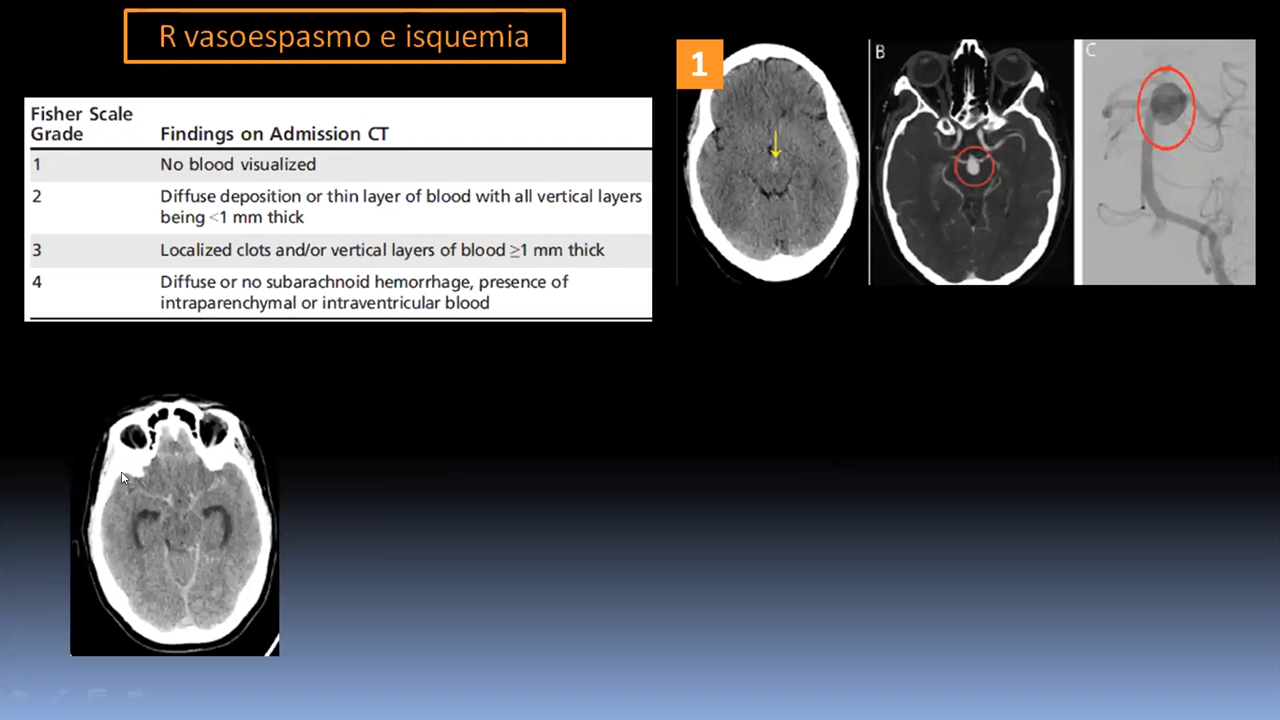 R vasoespasmo e isquemia
Fisher Scale
Grade Findings on Admission CT
1 No blood visualized
2 Diffuse deposition or thin layer of blood with all vertical layers
being <1 mm thick
3 Localized clots and/or vertical layers of blood ≥1 mm thick
4 Diffuse or no subarachnoid hemorrhage, presence of
intraparenchymal or intraventricular blood
1
B
C